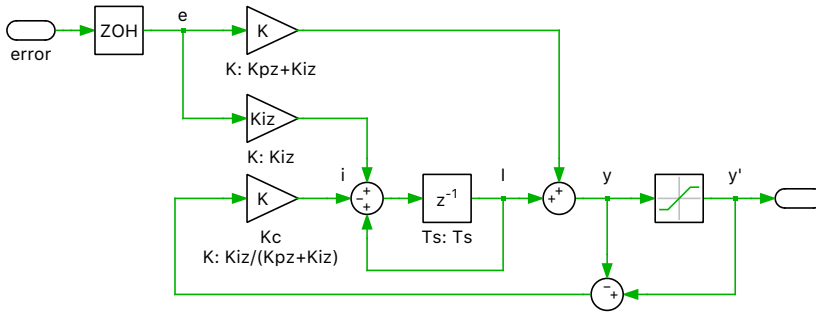 error
ZOH
e
K
K: Kpz+Kiz
Kiz
K: Kiz
i
K
Kc
K: Kiz/(Kpz+Kiz)
+
−
+
z-1
Ts: Ts
I
+
+
y
y'
−
+